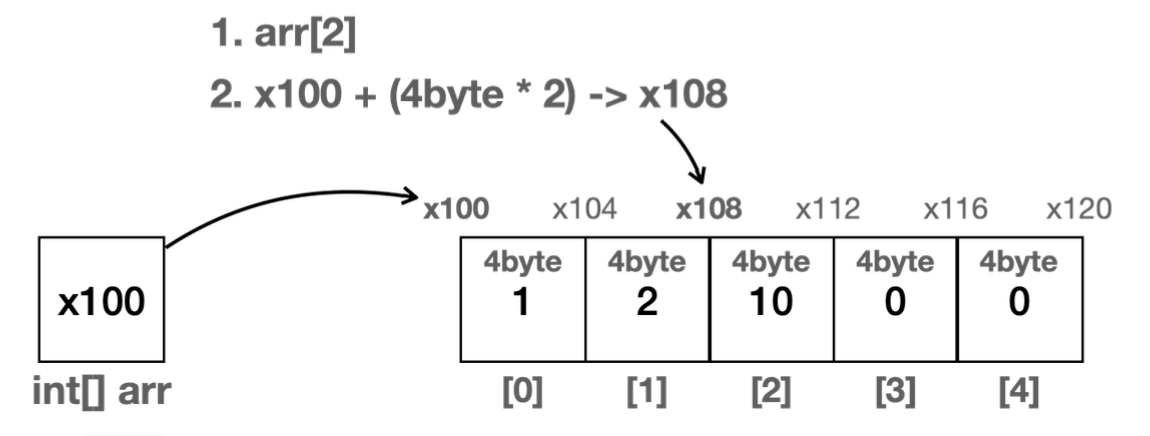 1. arr[2]
2. x100 + (4byte * 2) -> x108
x100 x104 x108 x112 x116 x120
4byte 4byte 4byte 4byte 4byte
x100 1 2 10 0 0
int[] arr [0] [1] [2] [3] [4]